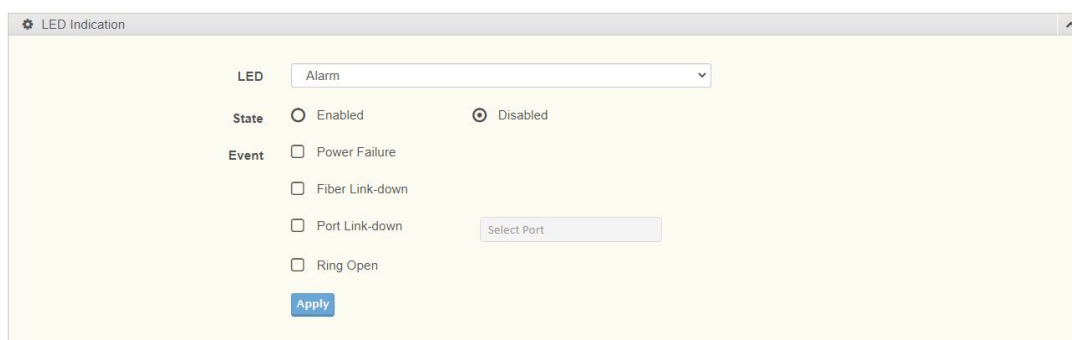 LED Indication
LED Alarm
State Enabled Disabled
Event Power Failure
Fiber Link-down
Port Link-down Select Port
Ring Open
Apply